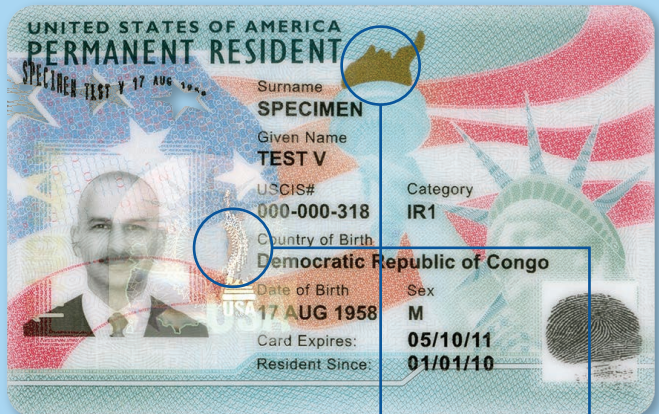 UNITED STATES OF AMERICA
PERMANENT RESIDENT
SPECIMEN TEST V 17 AUG
Surname
SPECIMEN
Given Name
TEST V
USCIS# Category
000-000-318 IR1
Country of Birth
Democratic Republic of Congo
Date of Birth Sex
17 AUG 1958 M
USA
USA
Card Expires: 05/10/11
Resident Since: 01/01/10